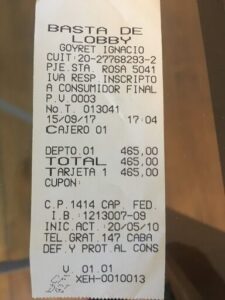 BASTA DE
LOBBY
GOYRET IGNACIO
CUIT:20-27768293-2
PJE.STA ROSA 5041
IVA RESP.INSCRIPTO
A CONSUMIDOR FINAL
P.V.0003
No.T. 013041
15/09/17 17:04
CAJERO 01
DEPTO.01 465,00
TOTAL 465,00
TARJETA 1 465,00
CUPON:
C.P.1414 CAP. FED.
I.B.:1213007-09
INIC.ACT.:20/05/10
TEL.GRAT.147 CABA
DEF.Y PROT.AL CONS
V. 01.01
CF XEH-0010013
DGI